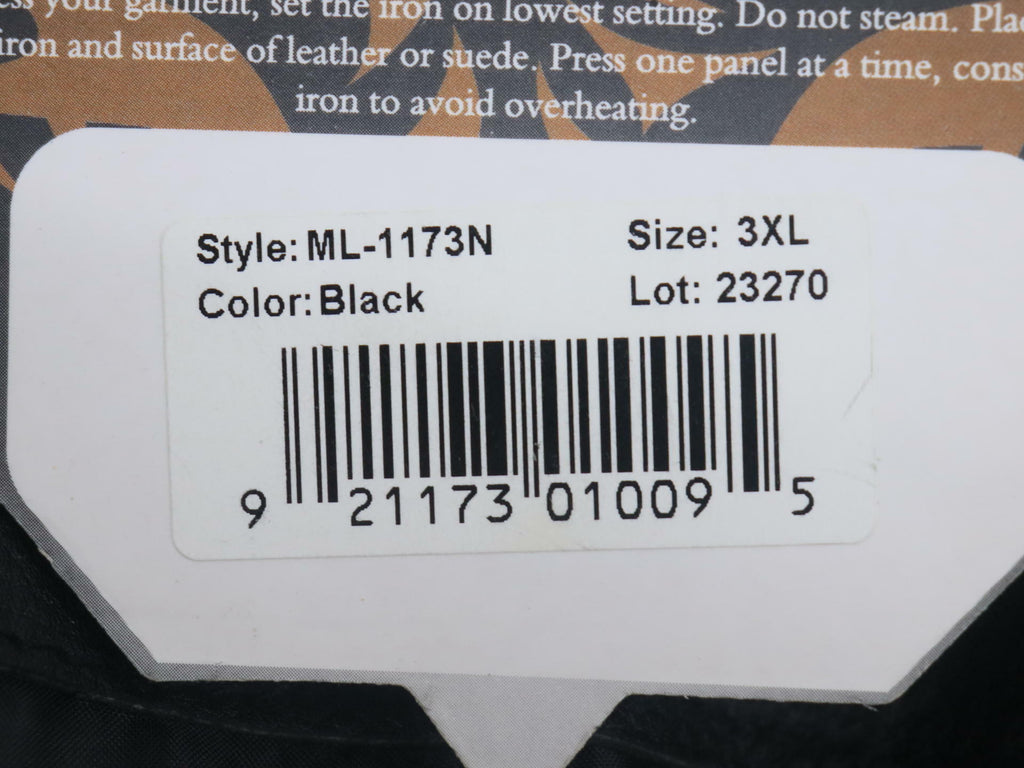 your garment, set the iron on lowest setting. Do not steam.
iron and surface of leather or suede. Press one panel at a time,
iron to avoid overheating.
Style: ML-1173N Size: 3XL
Color: Black Lot: 23270
9 21173 01009 5